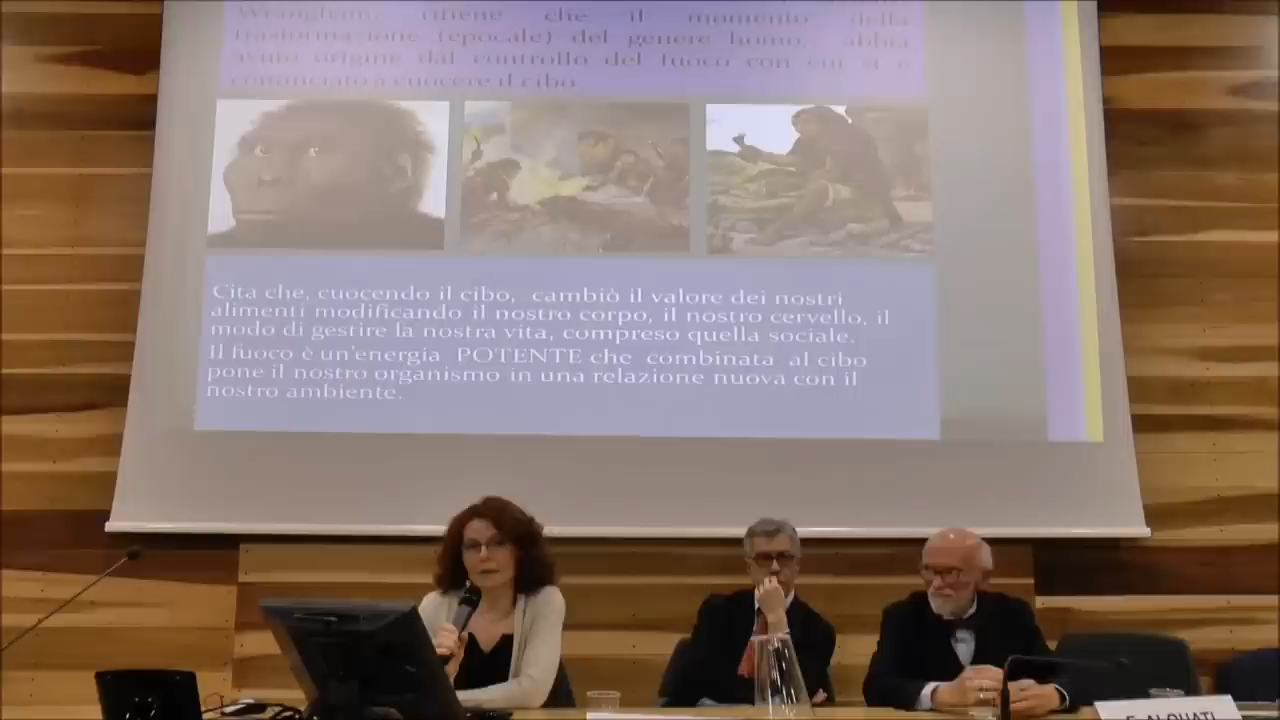 Wrangham, ritiene che il momento della
trasformazione (epocale) del genere homo, abbia
avuto origine dal controllo del fuoco con cui si è
cominciato a cuocere il cibo
Cita che, cuocendo il cibo, cambiò il valore dei nostri
alimenti modificando il nostro corpo, il nostro cervello, il
modo di gestire la nostra vita, compreso quella sociale.
Il fuoco è un'energia POTENTE che combinata al cibo
pone il nostro organismo in una relazione nuova con il
nostro ambiente.